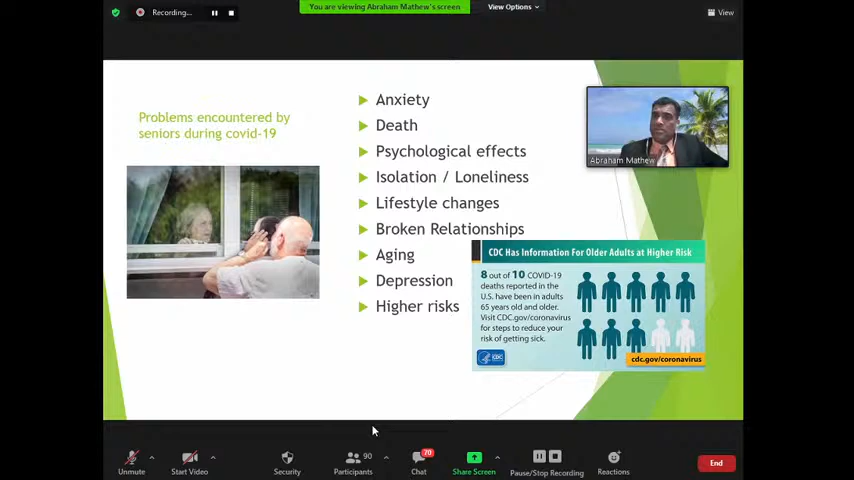 Recording...
You are viewing Abraham Mathew's screen
View Options
View
Problems encountered by
seniors during covid-19
Anxiety
Death
Psychological effects
Isolation / Loneliness
Lifestyle changes
Broken Relationships
Aging
Depression
Higher risks
Abraham Mathew
CDC Has Information For Older Adults at Higher Risk
8 out of 10 COVID-19
deaths reported in the
U.S. have been in adults
65 years old and older.
Visit CDC.gov/coronavirus
for steps to reduce your
risk of getting sick.
CDC
cdc.gov/coronavirus
Unmute
Start Video
Security
90
Participants
70
Chat
Share Screen
Pause/Stop Recording
Reactions
End